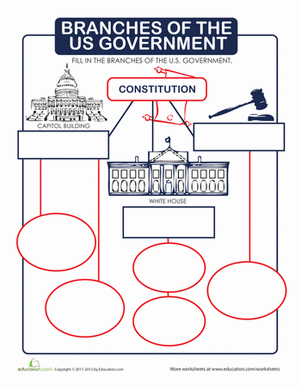 BRANCHES OF THE
US GOVERNMENT
FILL IN THE BRANCHES OF THE U.S. GOVERNMENT.
CONSTITUTION
C
CAPITOL BUILDING
WHITE HOUSE
education.com
Copyright © 2011-2012 by Education.com
More worksheets at www.education.com/worksheets